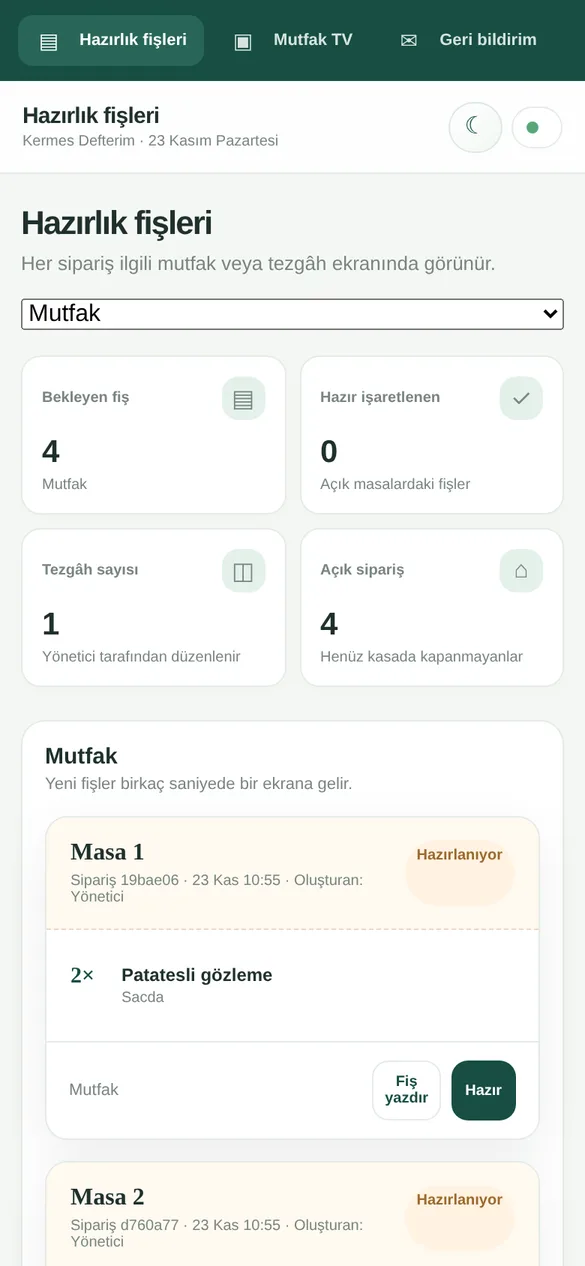 Hazırlık fişleri
Mutfak TV
Geri bildirim
Hazırlık fişleri
Kermes Defterim · 23 Kasım Pazartesi
Hazırlık fişleri
Her sipariş ilgili mutfak veya tezgâh ekranında görünür.
Mutfak
Bekleyen fiş
4
Mutfak
Hazır işaretlenen
0
Açık masalardaki fişler
Tezgâh sayısı
1
Yönetici tarafından düzenlenir
Açık sipariş
4
Henüz kasada kapanmayanlar
Mutfak
Yeni fişler birkaç saniyede bir ekrana gelir.
Masa 1
Sipariş 19bae06 · 23 Kas 10:55 · Oluşturan:
Yönetici
Hazırlanıyor
2×
Patatesli gözleme
Sacda
Mutfak
Fiş
yazdır
Hazır
Masa 2
Sipariş d760a77 · 23 Kas 10:55 · Oluşturan:
Yönetici
Hazırlanıyor